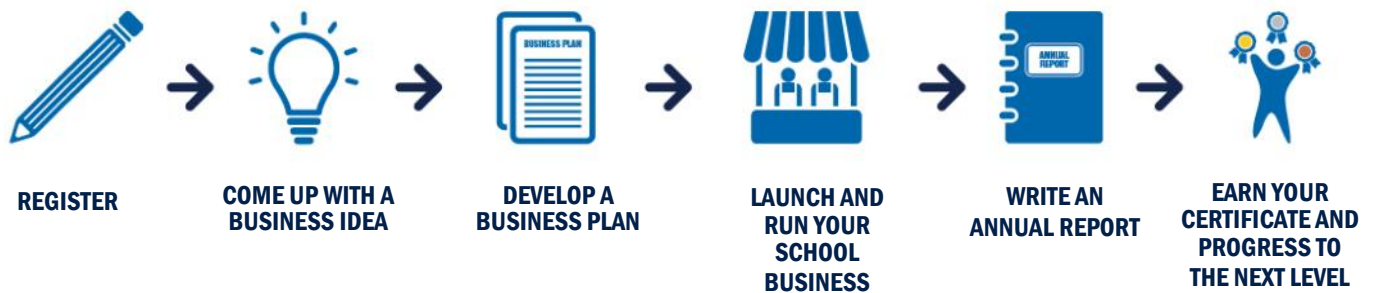 BUSINESS PLAN
ANNUAL
REPORT
REGISTER
COME UP WITH A
BUSINESS IDEA
DEVELOP A
BUSINESS PLAN
LAUNCH AND
RUN YOUR
SCHOOL
BUSINESS
WRITE AN
ANNUAL REPORT
EARN YOUR
CERTIFICATE AND
PROGRESS TO
THE NEXT LEVEL